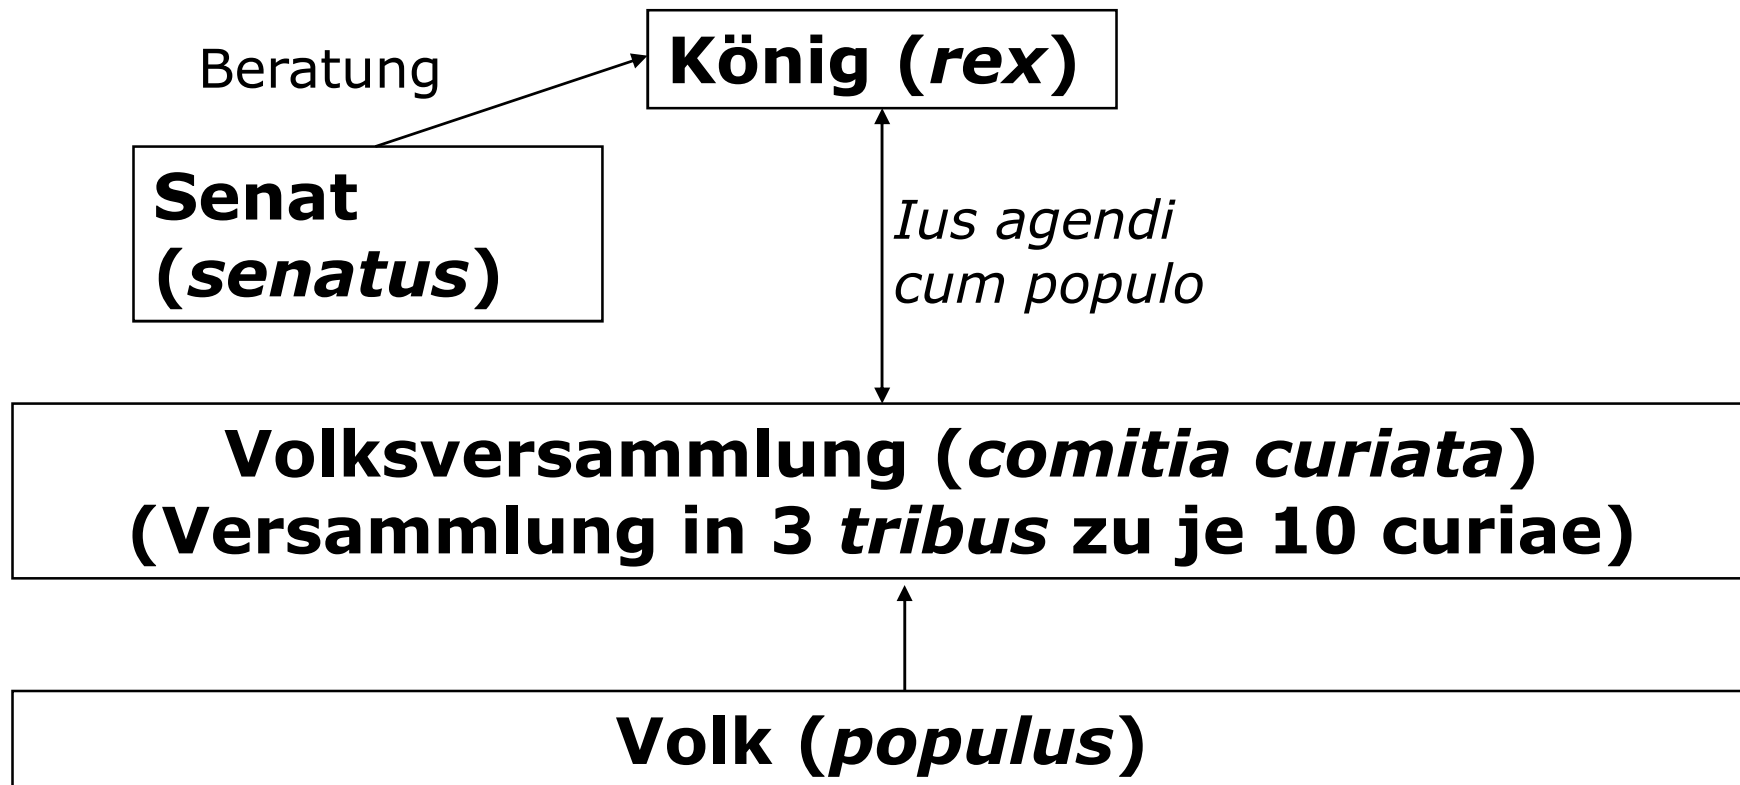 Beratung
König (rex)
Senat
(senatus)
Ius agendi
cum populo
Volksversammlung (comitia curiata)
(Versammlung in 3 tribus zu je 10 curiae)
Volk (populus)